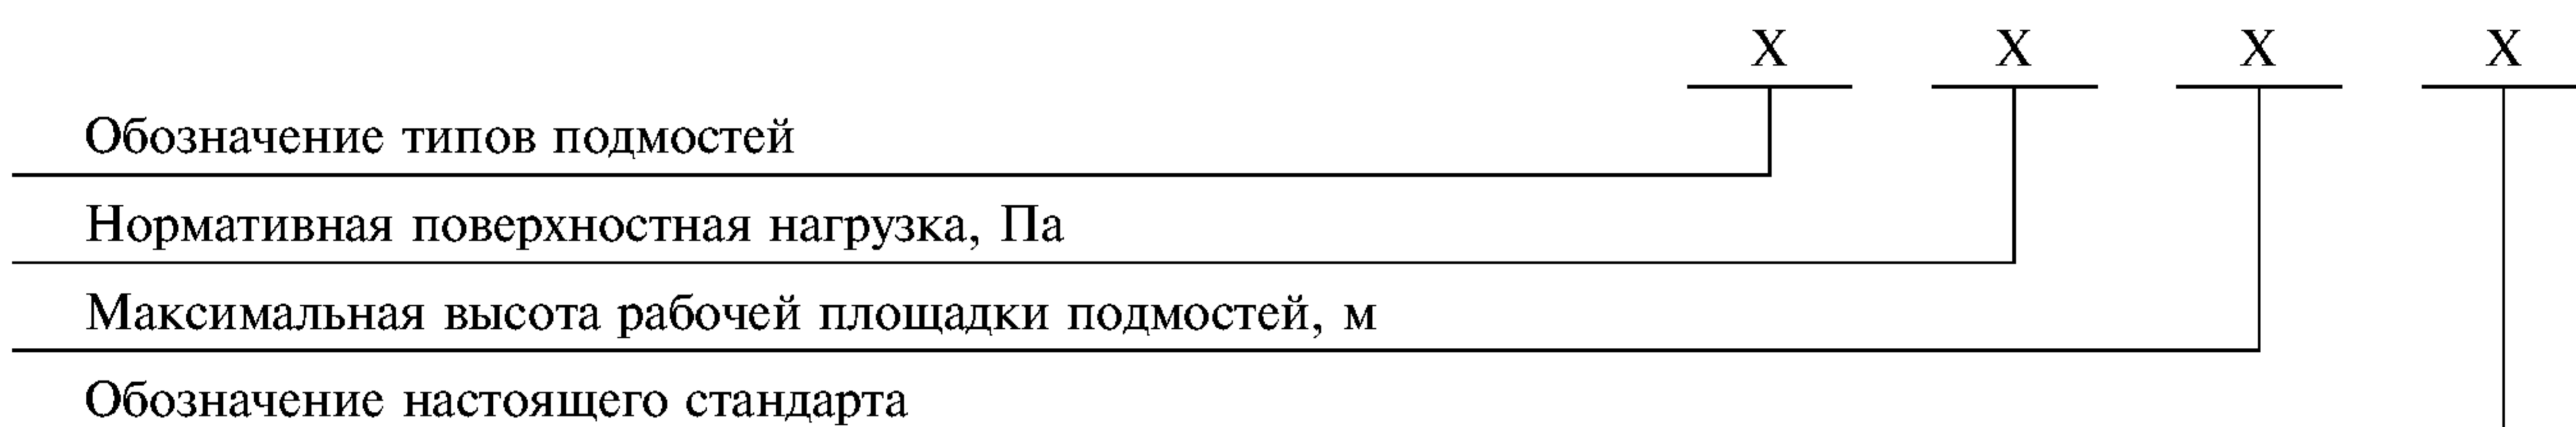 Х Х Х Х
Обозначение типов подмостей
Нормативная поверхностная нагрузка, Па
Максимальная высота рабочей площадки подмостей, м
Обозначение настоящего стандарта